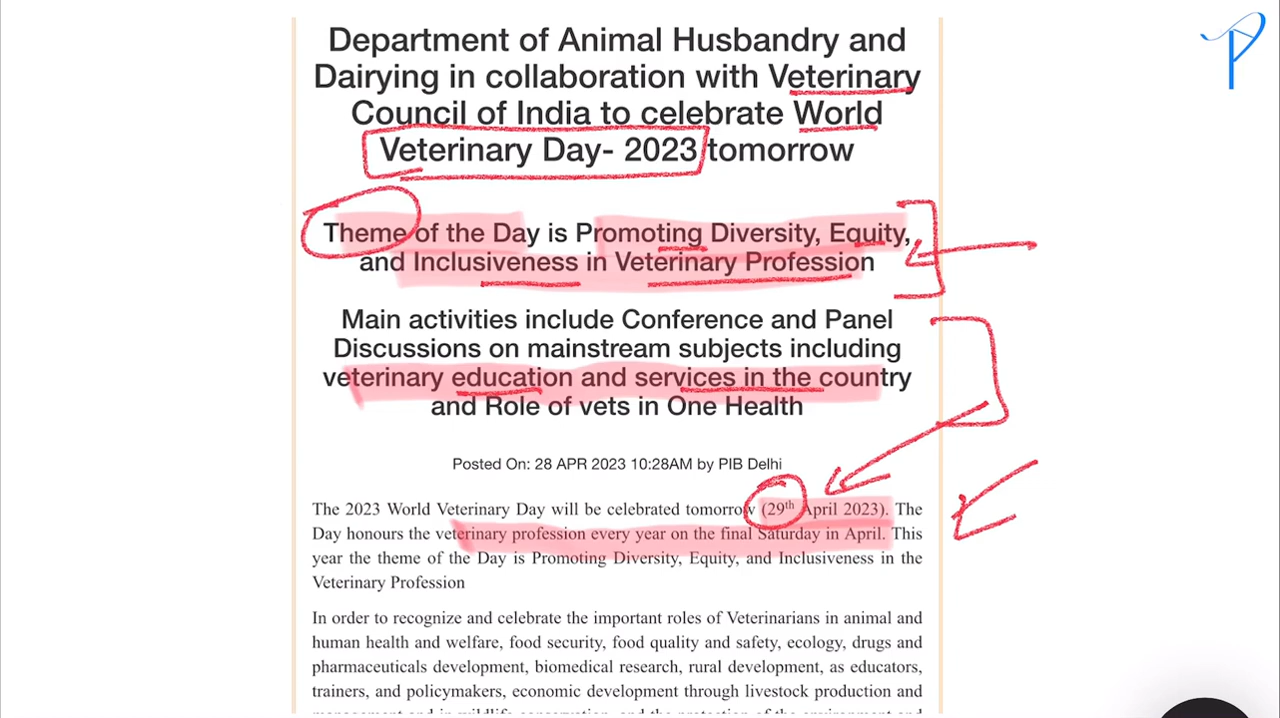 Department of Animal Husbandry and
Dairying in collaboration with Veterinary
Council of India to celebrate World
Veterinary Day- 2023 tomorrow
Theme of the Day is Promoting Diversity, Equity,
and Inclusiveness in Veterinary Profession
Main activities include Conference and Panel
Discussions on mainstream subjects including
veterinary education and services in the country
and Role of vets in One Health
Posted On: 28 APR 2023 10:28AM by PIB Delhi
The 2023 World Veterinary Day will be celebrated tomorrow (29th April 2023). The
Day honours the veterinary profession every year on the final Saturday in April. This
year the theme of the Day is Promoting Diversity, Equity, and Inclusiveness in the
Veterinary Profession
In order to recognize and celebrate the important roles of Veterinarians in animal and
human health and welfare, food security, food quality and safety, ecology, drugs and
pharmaceuticals development, biomedical research, rural development, as educators,
trainers, and policymakers, economic development through livestock production and